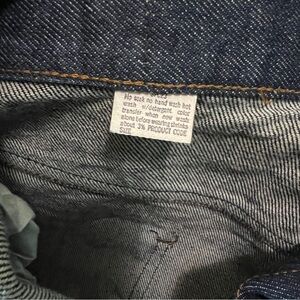 No soak no hand wash hot
wash w/detergent color
transfer when new wash
alone before wearing shrinks
about 3% PRODUCT CODE
SIZE